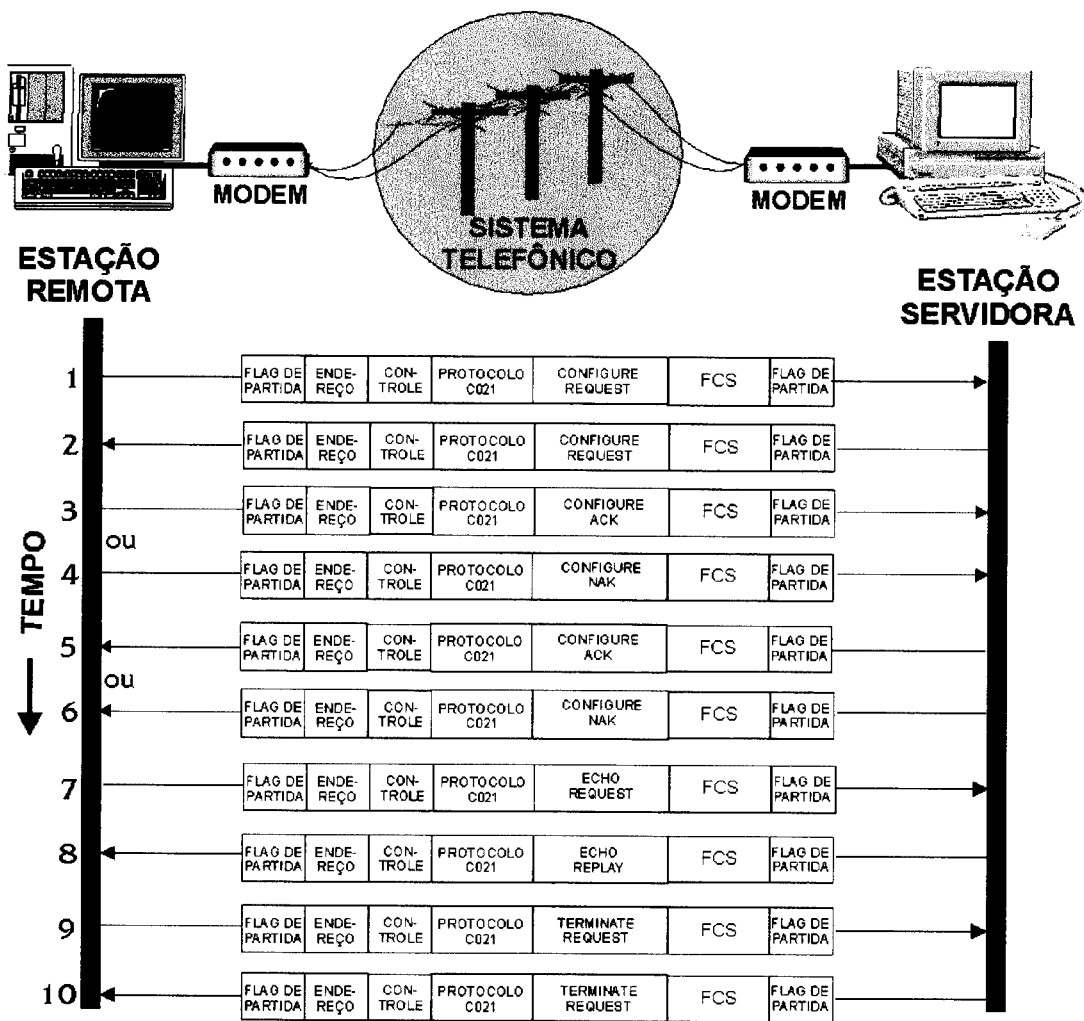 MODEM
SISTEMA
TELEFÔNICO
MODEM
ESTAÇÃO
REMOTA
ESTAÇÃO
SERVIDORA
TEMPO
1
FLAG DE
PARTIDA
ENDE-
REÇO
CON-
TROLE
PROTOCOLO
C021
CONFIGURE
REQUEST
FCS
FLAG DE
PARTIDA
2
FLAG DE
PARTIDA
ENDE-
REÇO
CON-
TROLE
PROTOCOLO
C021
CONFIGURE
REQUEST
FCS
FLAG DE
PARTIDA
3
FLAG DE
PARTIDA
ENDE-
REÇO
CON-
TROLE
PROTOCOLO
C021
CONFIGURE
ACK
FCS
FLAG DE
PARTIDA
ou
4
FLAG DE
PARTIDA
ENDE-
REÇO
CON-
TROLE
PROTOCOLO
C021
CONFIGURE
NAK
FCS
FLAG DE
PARTIDA
5
FLAG DE
PARTIDA
ENDE-
REÇO
CON-
TROLE
PROTOCOLO
C021
CONFIGURE
ACK
FCS
FLAG DE
PARTIDA
ou
6
FLAG DE
PARTIDA
ENDE-
REÇO
CON-
TROLE
PROTOCOLO
C021
CONFIGURE
NAK
FCS
FLAG DE
PARTIDA
7
FLAG DE
PARTIDA
ENDE-
REÇO
CON-
TROLE
PROTOCOLO
C021
ECHO
REQUEST
FCS
FLAG DE
PARTIDA
8
FLAG DE
PARTIDA
ENDE-
REÇO
CON-
TROLE
PROTOCOLO
C021
ECHO
REPLAY
FCS
FLAG DE
PARTIDA
9
FLAG DE
PARTIDA
ENDE-
REÇO
CON-
TROLE
PROTOCOLO
C021
TERMINATE
REQUEST
FCS
FLAG DE
PARTIDA
10
FLAG DE
PARTIDA
ENDE-
REÇO
CON-
TROLE
PROTOCOLO
C021
TERMINATE
REQUEST
FCS
FLAG DE
PARTIDA